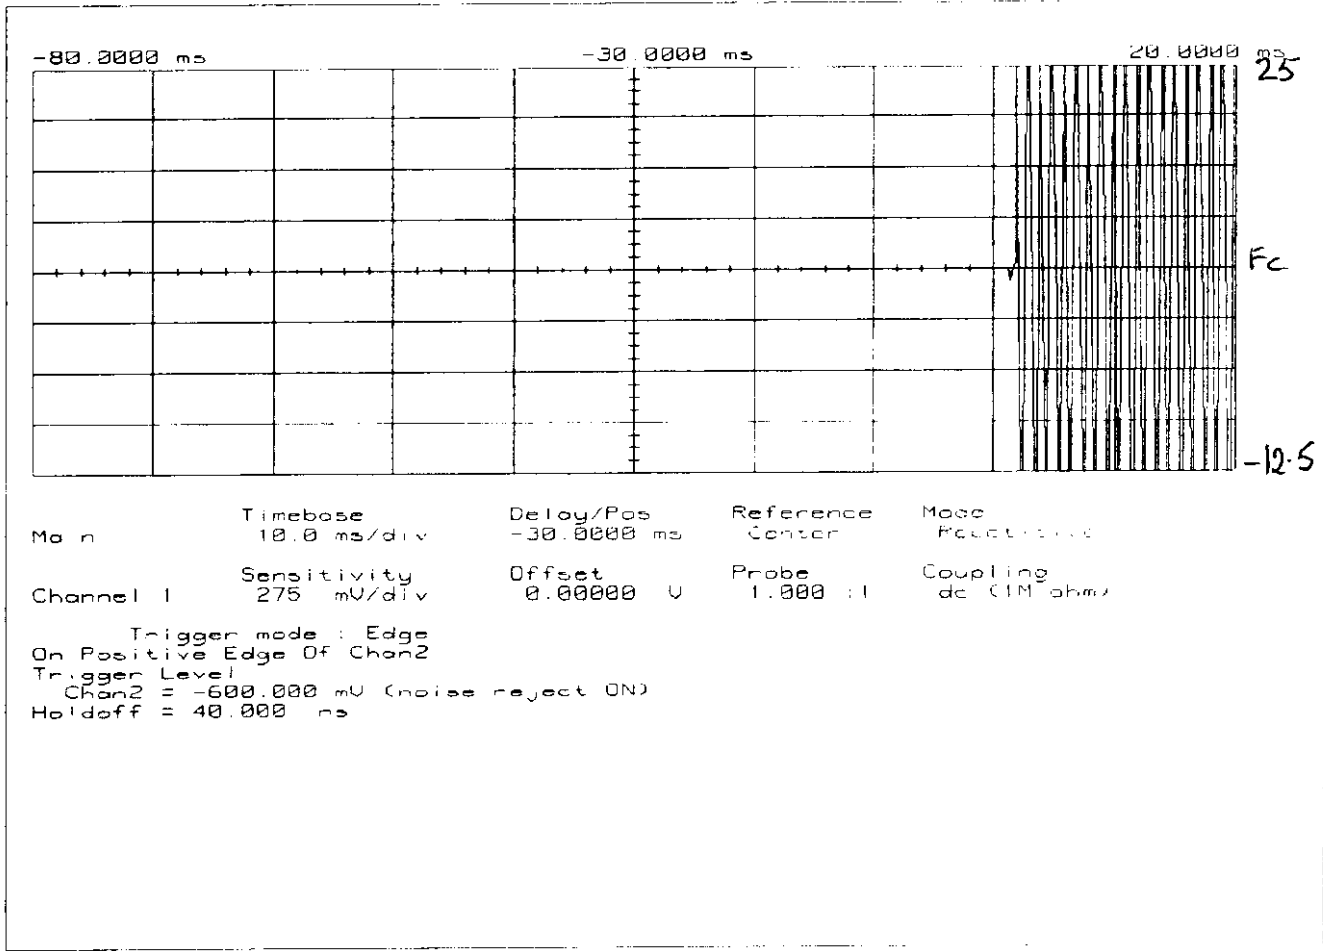 -80.0000 ms -30.0000 ms 20.0000 ms
25
Fc
-12.5
Timebase Delay/Pos Reference Mode
Main 10.0 ms/div -30.0000 ms Center
Sensitivity Offset Probe Coupling
Channel 1 275 mV/div 0.00000 V 1.000 :1 dc (1M ohm)
Trigger mode : Edge
On Positive Edge Of Chan2
Trigger Level
Chan2 = -600.000 mV (noise reject ON)
Holdoff = 40.000 ns